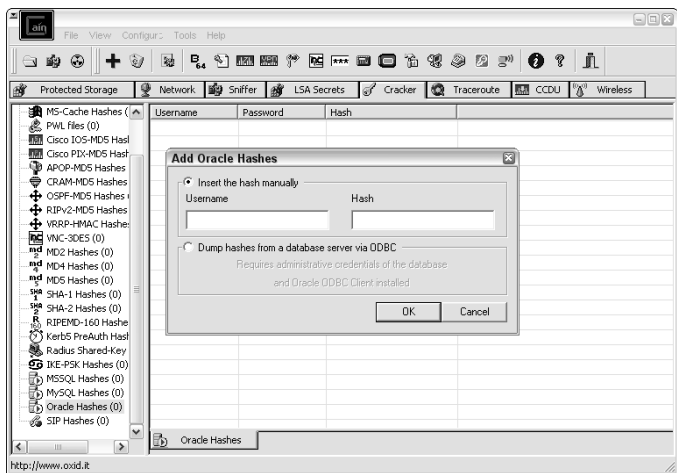 aín
File View Configur Tools Help
B 64
***
Protected Storage Network Sniffer LSA Secrets Cracker Traceroute CCDU Wireless
MS-Cache Hashes (
PWL files (0)
Cisco IOS-MD5 Hasl
Cisco PIX-MD5 Hash
APOP-MD5 Hashes
CRAM-MD5 Hashes
OSPF-MD5 Hashes (
RIPv2-MD5 Hashes
VRRP-HMAC Hashe:
VNC-3DES (0)
MD2 Hashes (0)
MD4 Hashes (0)
MD5 Hashes (0)
SHA-1 Hashes (0)
SHA-2 Hashes (0)
RIPEMD-160 Hashe
Kerb5 PreAuth Hash
Radius Shared-Key
IKE-PSK Hashes (0)
MSSQL Hashes (0)
MySQL Hashes (0)
Oracle Hashes (0)
SIP Hashes (0)
Username Password Hash
Add Oracle Hashes
Insert the hash manually
Username Hash
Dump hashes from a database server via ODBC
Requires administrative credentials of the database
and Oracle ODBC Client installed
OK Cancel
Oracle Hashes
http://www.oxid.it